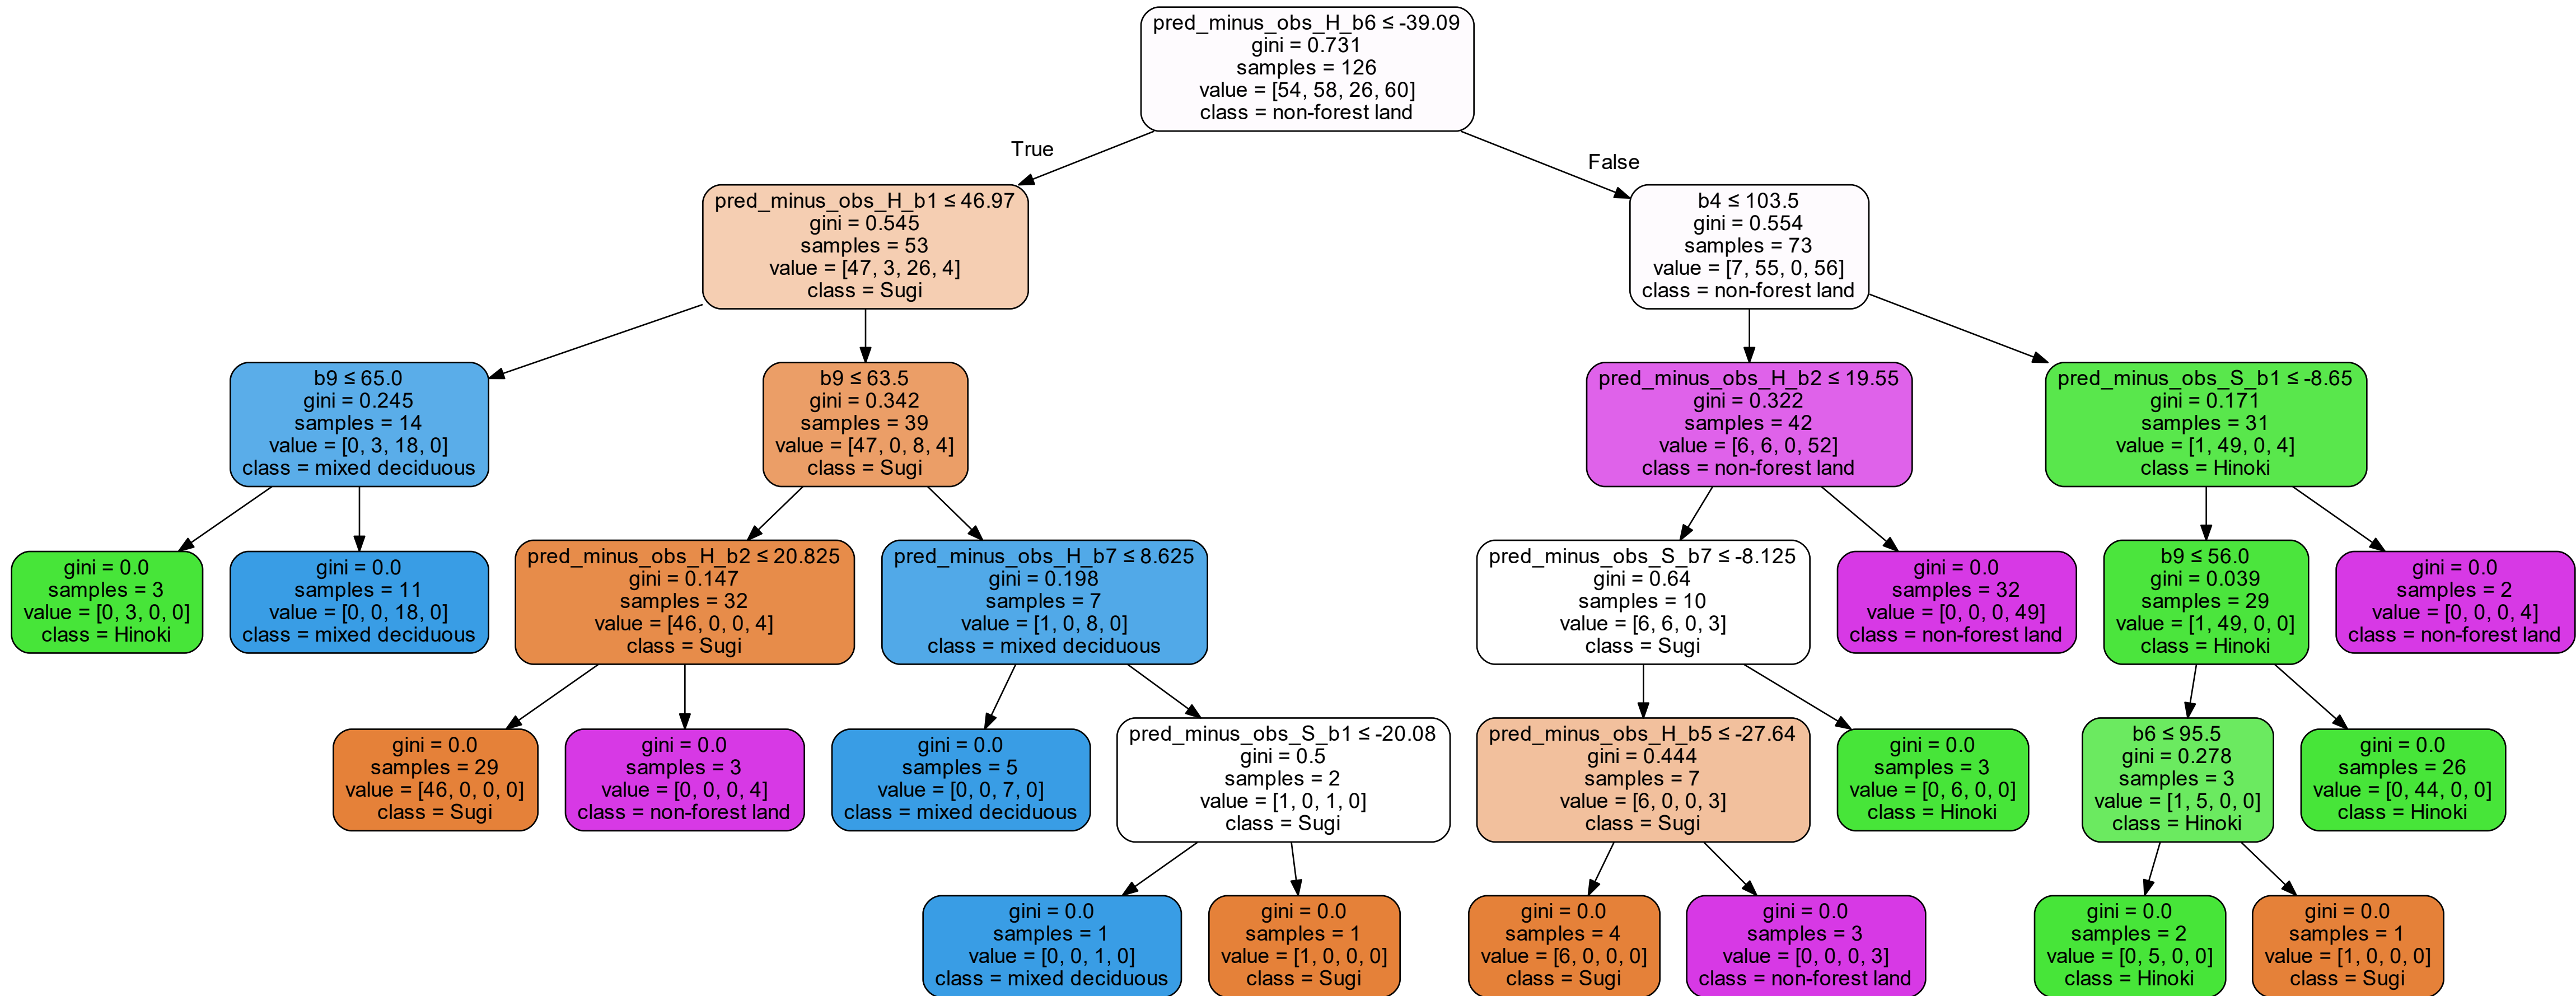 pred_minus_obs_H_b6 ≤ -39.09
gini = 0.731
samples = 126
value = [54, 58, 26, 60]
class = non-forest land
True
False
pred_minus_obs_H_b1 ≤ 46.97
gini = 0.545
samples = 53
value = [47, 3, 26, 4]
class = Sugi
b4 ≤ 103.5
gini = 0.554
samples = 73
value = [7, 55, 0, 56]
class = non-forest land
b9 ≤ 65.0
gini = 0.245
samples = 14
value = [0, 3, 18, 0]
class = mixed deciduous
b9 ≤ 63.5
gini = 0.342
samples = 39
value = [47, 0, 8, 4]
class = Sugi
pred_minus_obs_H_b2 ≤ 19.55
gini = 0.322
samples = 42
value = [6, 6, 0, 52]
class = non-forest land
pred_minus_obs_S_b1 ≤ -8.65
gini = 0.171
samples = 31
value = [1, 49, 0, 4]
class = Hinoki
gini = 0.0
samples = 3
value = [0, 3, 0, 0]
class = Hinoki
gini = 0.0
samples = 11
value = [0, 0, 18, 0]
class = mixed deciduous
pred_minus_obs_H_b2 ≤ 20.825
gini = 0.147
samples = 32
value = [46, 0, 0, 4]
class = Sugi
pred_minus_obs_H_b7 ≤ 8.625
gini = 0.198
samples = 7
value = [1, 0, 8, 0]
class = mixed deciduous
pred_minus_obs_S_b7 ≤ -8.125
gini = 0.64
samples = 10
value = [6, 6, 0, 3]
class = Sugi
gini = 0.0
samples = 32
value = [0, 0, 0, 49]
class = non-forest land
b9 ≤ 56.0
gini = 0.039
samples = 29
value = [1, 49, 0, 0]
class = Hinoki
gini = 0.0
samples = 2
value = [0, 0, 0, 4]
class = non-forest land
gini = 0.0
samples = 29
value = [46, 0, 0, 0]
class = Sugi
gini = 0.0
samples = 3
value = [0, 0, 0, 4]
class = non-forest land
gini = 0.0
samples = 5
value = [0, 0, 7, 0]
class = mixed deciduous
pred_minus_obs_S_b1 ≤ -20.08
gini = 0.5
samples = 2
value = [1, 0, 1, 0]
class = Sugi
pred_minus_obs_H_b5 ≤ -27.64
gini = 0.444
samples = 7
value = [6, 0, 0, 3]
class = Sugi
gini = 0.0
samples = 3
value = [0, 6, 0, 0]
class = Hinoki
b6 ≤ 95.5
gini = 0.278
samples = 3
value = [1, 5, 0, 0]
class = Hinoki
gini = 0.0
samples = 26
value = [0, 44, 0, 0]
class = Hinoki
gini = 0.0
samples = 1
value = [0, 0, 1, 0]
class = mixed deciduous
gini = 0.0
samples = 1
value = [1, 0, 0, 0]
class = Sugi
gini = 0.0
samples = 4
value = [6, 0, 0, 0]
class = Sugi
gini = 0.0
samples = 3
value = [0, 0, 0, 3]
class = non-forest land
gini = 0.0
samples = 2
value = [0, 5, 0, 0]
class = Hinoki
gini = 0.0
samples = 1
value = [1, 0, 0, 0]
class = Sugi